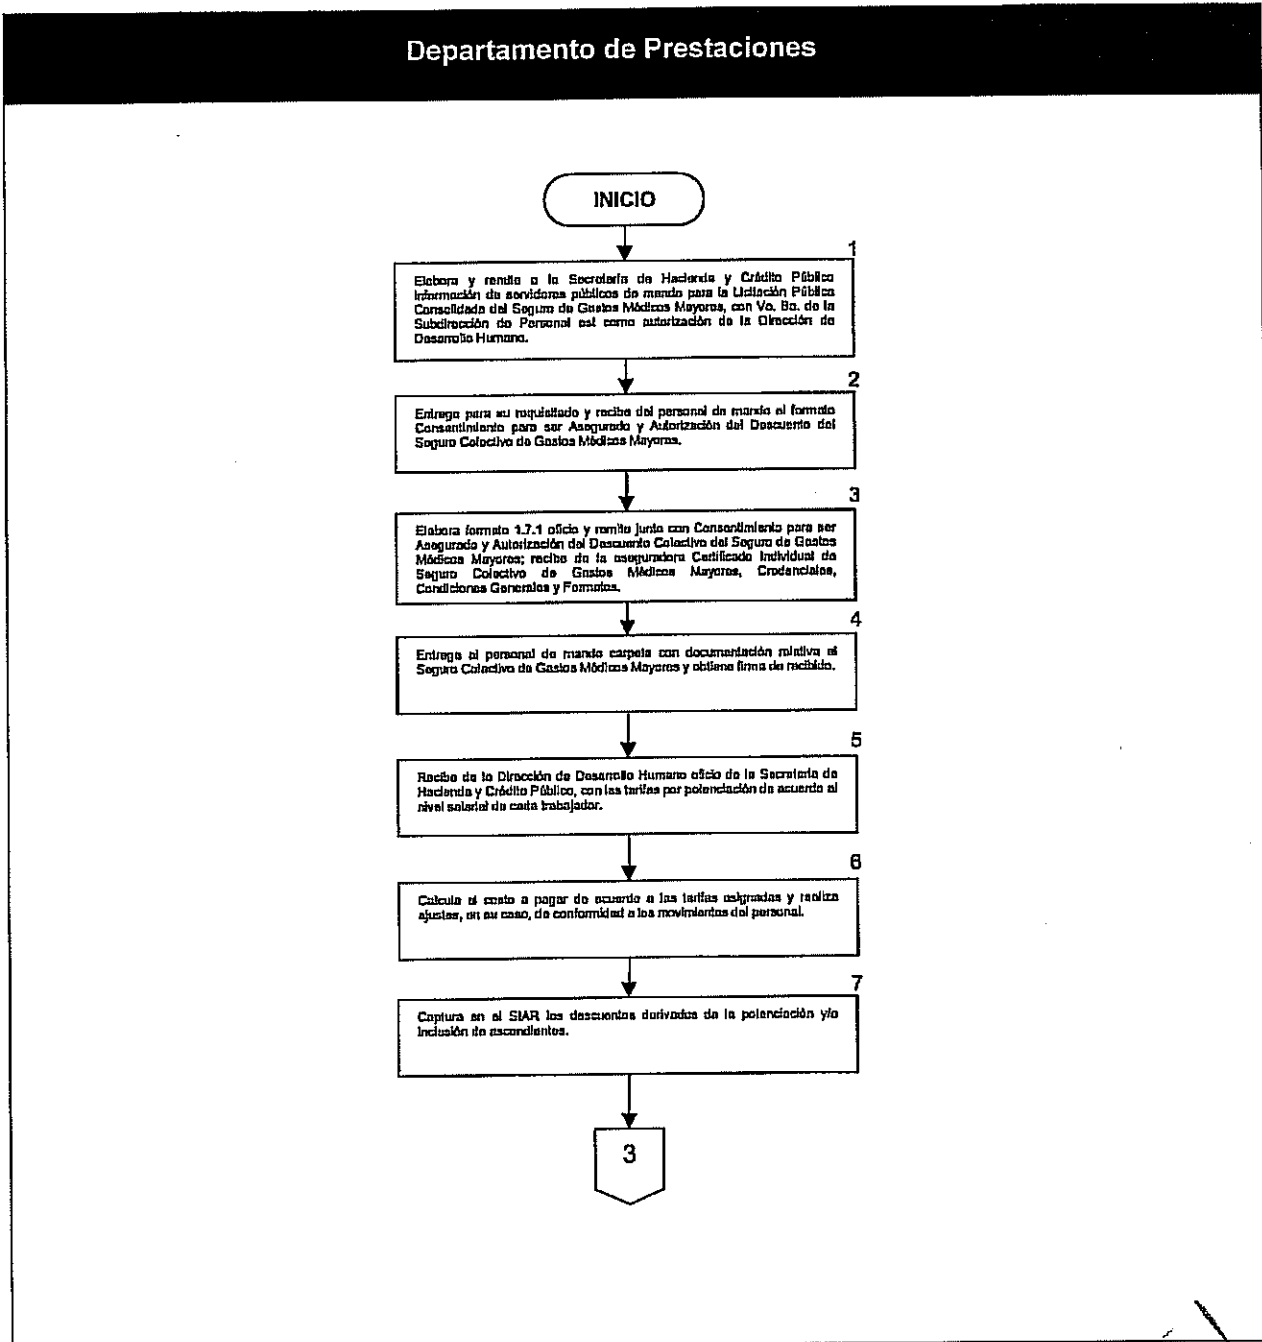 Departamento de Prestaciones
INICIO
1
Elabora y remite a la Secretaría de Hacienda y Crédito Público
Información de servidores públicos de mando para la Licitación Pública
Consolidada del Seguro de Gastos Médicos Mayores, con Vo. Bo. de la
Subdirección de Personal así como autorización de la Dirección de
Desarrollo Humano.
2
Entrega para su requisitado y recibe del personal de mando el formato
Consentimiento para ser Asegurado y Autorización del Descuento del
Seguro Colectivo de Gastos Médicos Mayores.
3
Elabora formato 1.7.1 oficio y remite junto con Consentimiento para ser
Asegurado y Autorización del Descuento Colectivo del Seguro de Gastos
Médicos Mayores; recibe de la aseguradora Certificado Individual de
Seguro Colectivo de Gastos Médicos Mayores, Credenciales,
Condiciones Generales y Formatos.
4
Entrega al personal de mando carpeta con documentación relativa al
Seguro Colectivo de Gastos Médicos Mayores y obtiene firma de recibido.
5
Recibe de la Dirección de Desarrollo Humano oficio de la Secretaría de
Hacienda y Crédito Público, con las tarifas por potenciación de acuerdo al
nivel salarial de cada trabajador.
6
Calcula el costo a pagar de acuerdo a las tarifas asignadas y realiza
ajustes, en su caso, de conformidad a los movimientos del personal.
7
Captura en el SIAR los descuentos derivados de la potenciación y/o
Inclusión de ascendientes.
3